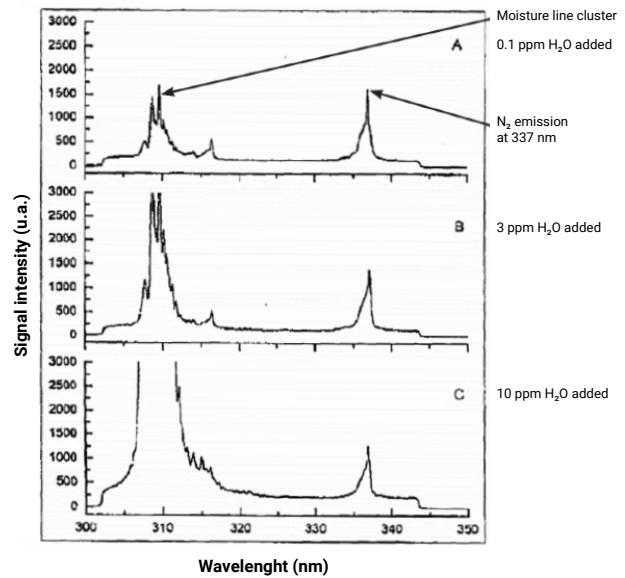 Moisture line cluster
0.1 ppm H₂O added
N₂ emission
at 337 nm
3 ppm H₂O added
10 ppm H₂O added
Signal intensity (u.a.)
3000
2500
2000
1500
1000
500
0
A
3000
2500
2000
1500
1000
500
0
B
3000
2500
2000
1500
1000
500
0
C
300
310
320
330
340
350
Wavelenght (nm)